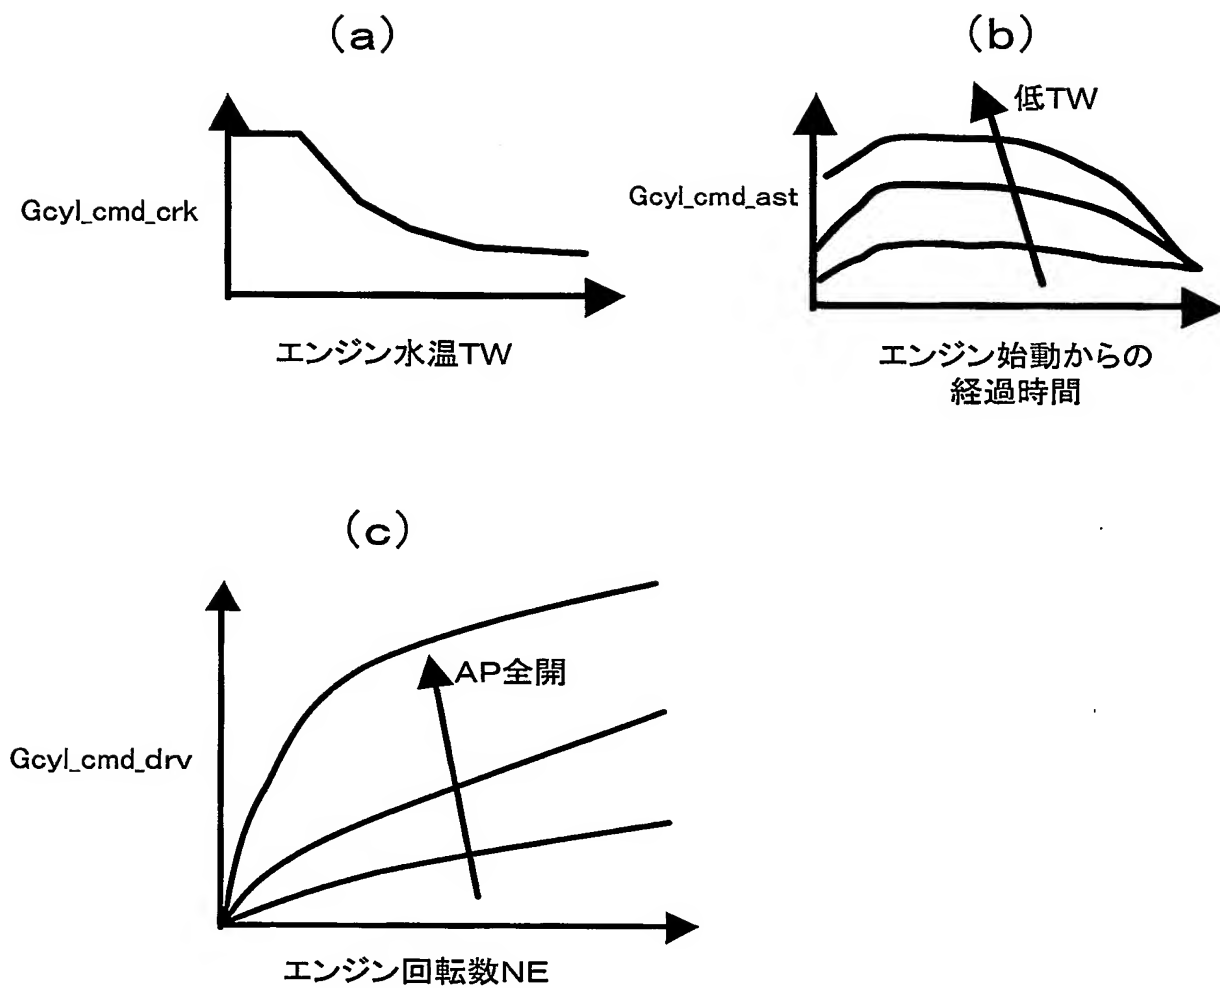 (a)
Gcyl_cmd_crk
エンジン水温TW
(b)
低TW
Gcyl_cmd_ast
エンジン始動からの
経過時間
(c)
AP全開
Gcyl_cmd_drv
エンジン回転数NE